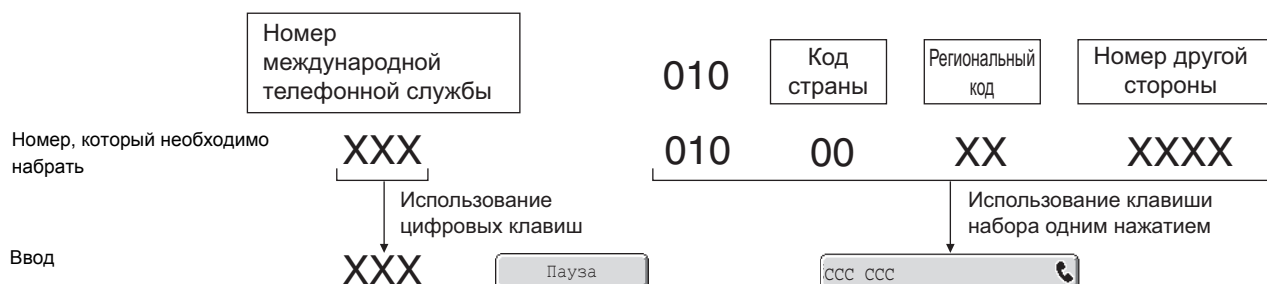 Номер
международной
телефонной службы
010
Код
страны
Региональный
код
Номер другой
стороны
Номер, который необходимо
набрать
XXX
010 00 XX XXXX
Использование
цифровых клавиш
Использование клавиши
набора одним нажатием
Ввод
XXX
Пауза
ccc ccc